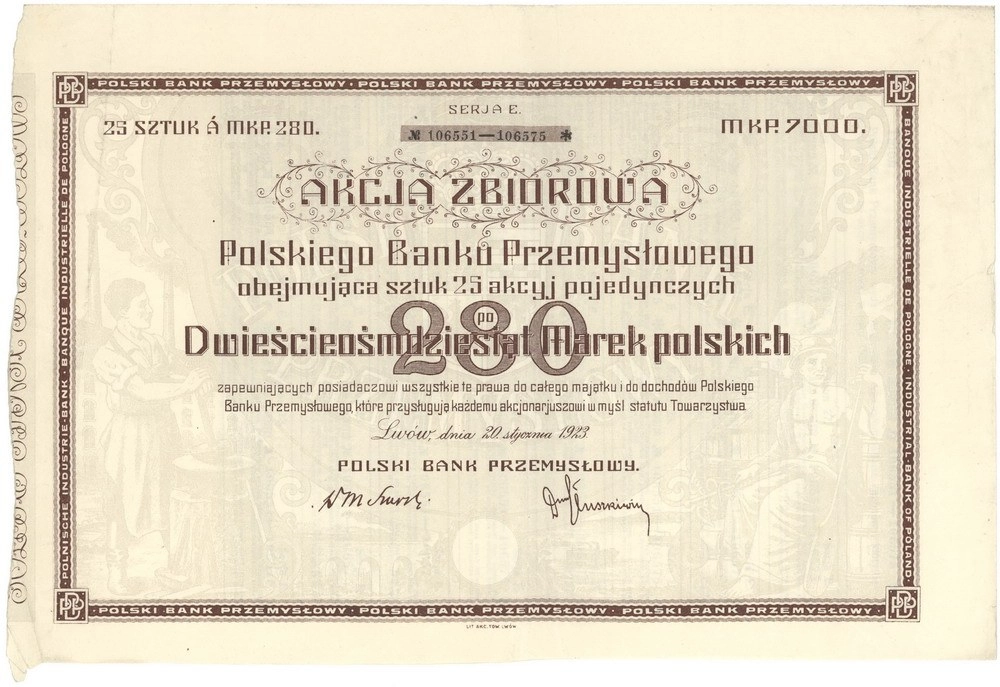 POLSKI BANK PRZEMYSŁOWY · POLSKI BANK PRZEMYSŁOWY · POLSKI BANK PRZEMYSŁOWY
SERJA E.
25 SZTUK Á MKP. 280.
№ 106551—106575 *
MKP. 7000.
AKCJA ZBIOROWA
Polskiego Banku Przemysłowego
obejmująca sztuk 25 akcyj pojedynczych
po
280
Dwieścieośmdziesiąt Marek polskich
zapewniających posiadaczowi wszystkie te prawa do całego majątku i do dochodów Polskiego
Banku Przemysłowego, które przysługują każdemu akcjonarjuszowi w myśl statutu Towarzystwa
Lwów, dnia 20. stycznia 1923
POLSKI BANK PRZEMYSŁOWY.
POLNISCHE INDUSTRIE-BANK · BANQUE INDUSTRIELLE DE POLOGNE
BANQUE INDUSTRIELLE DE POLOGNE · INDUSTRIAL-BANK OF POLAND
POLSKI BANK PRZEMYSŁOWY · POLSKI BANK PRZEMYSŁOWY · POLSKI BANK PRZEMYSŁOWY
LIT. AKC. TOW. LWÓW